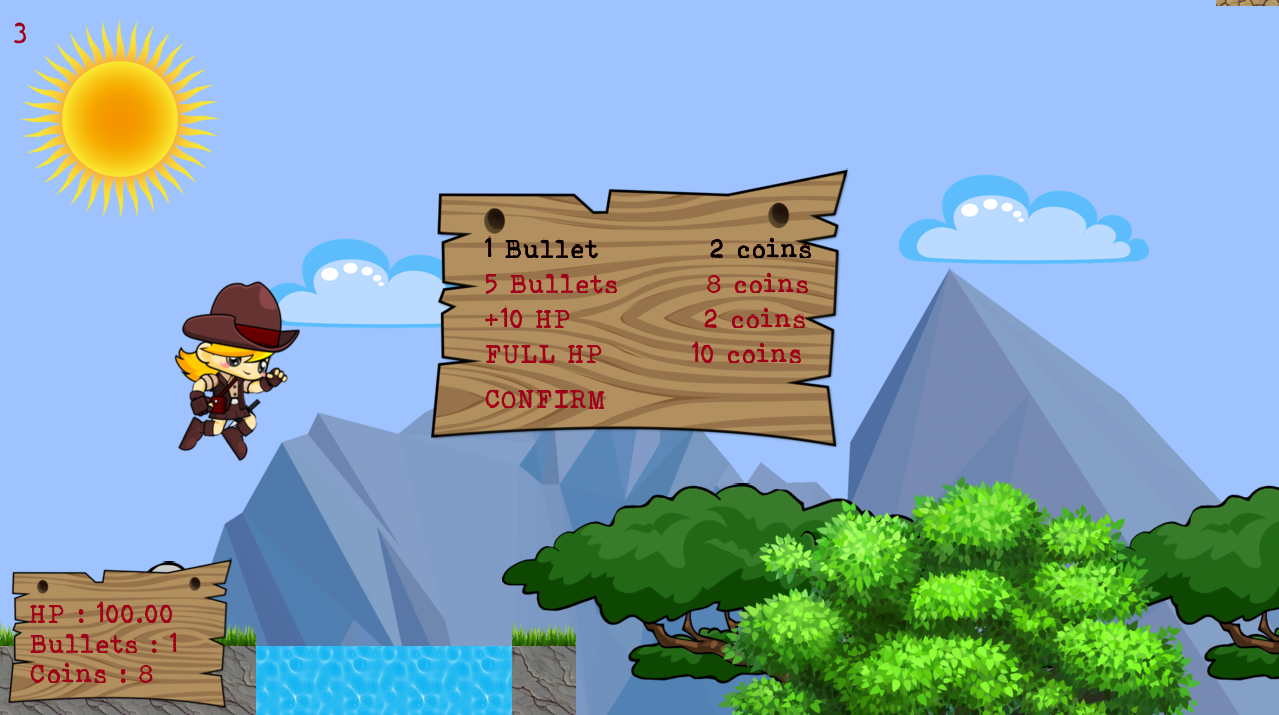 3
1 Bullet 2 coins
5 Bullets 8 coins
+10 HP 2 coins
FULL HP 10 coins
CONFIRM
HP : 100.00
Bullets : 1
Coins : 8